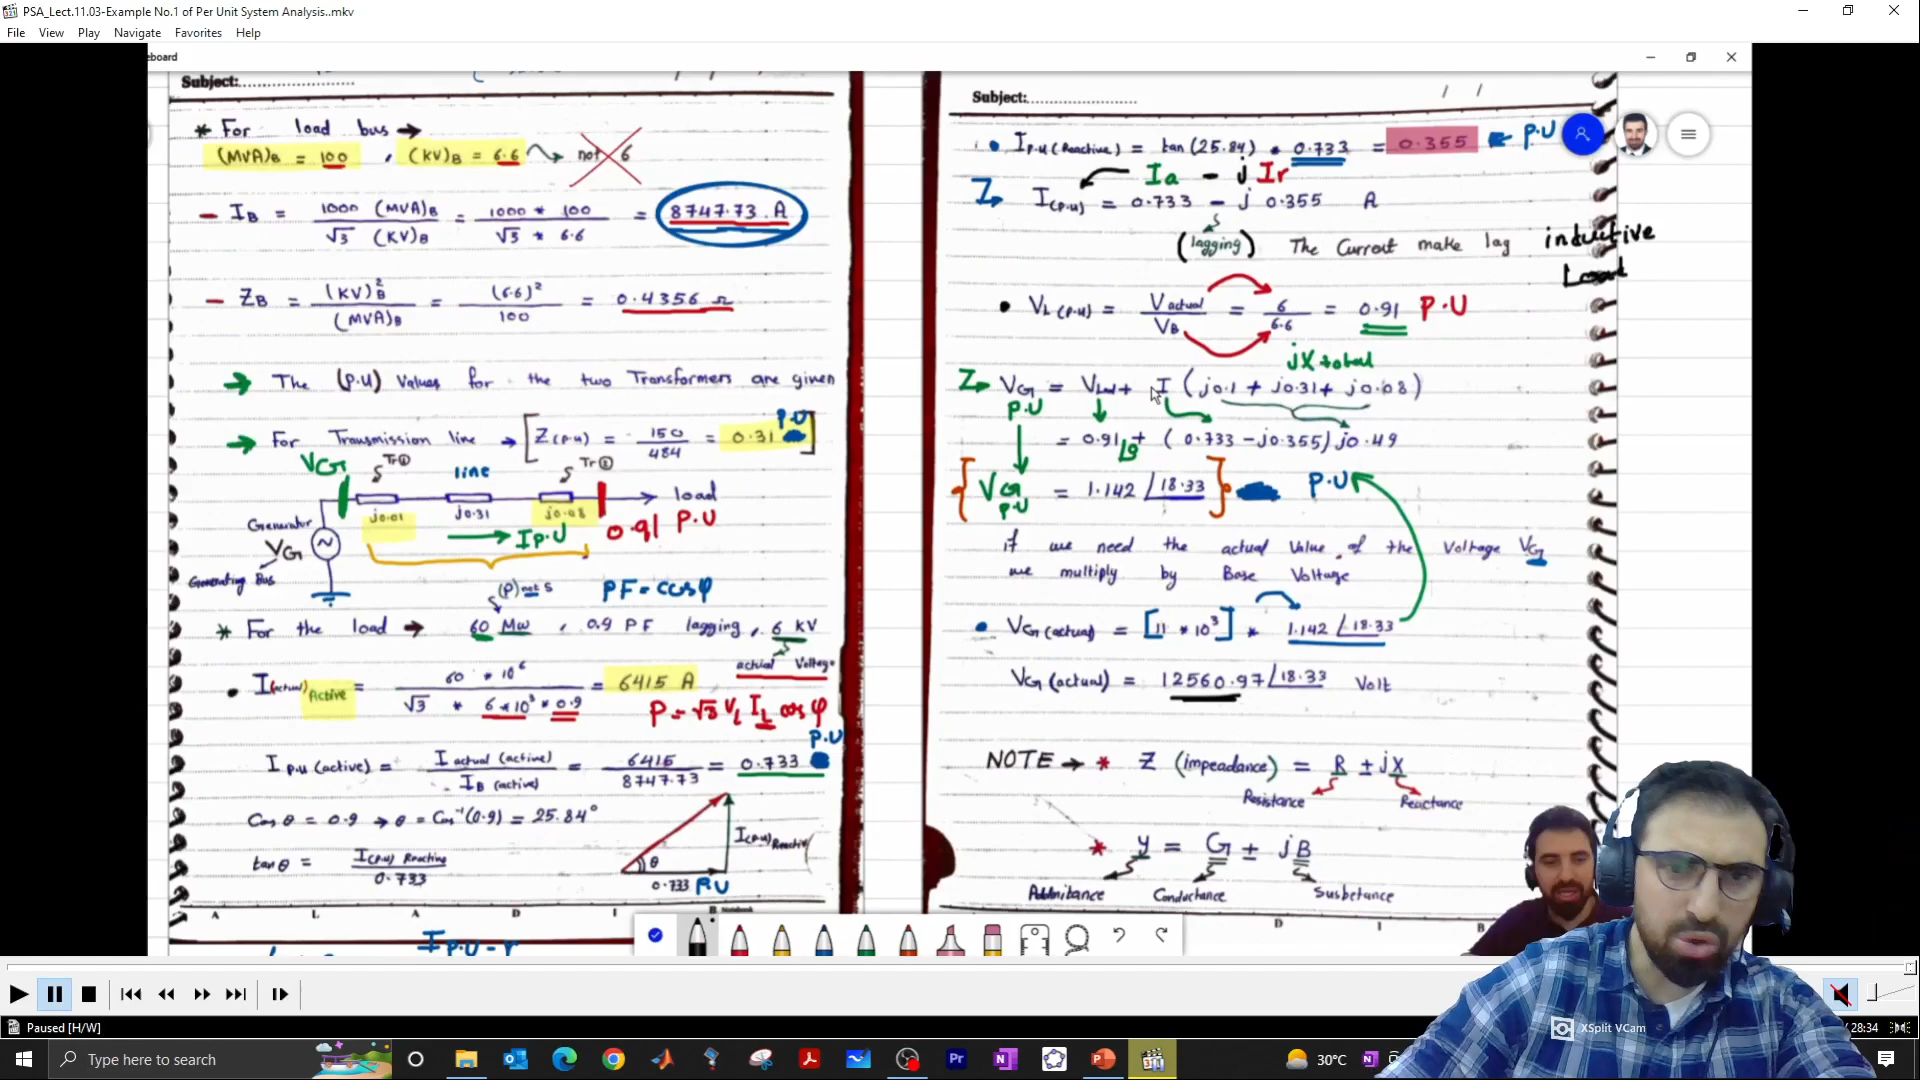 PSA_Lect.11.03-Example No.1 of Per Unit System Analysis..mkv
File View Play Navigate Favorites Help
eboard
Subject:
* For load bus →
(MVA)B = 100 , (KV)B = 6.6 not 6
– IB = 1000 (MVA)B / √3 (KV)B = 1000 * 100 / √3 * 6.6 = 8747.73 . A
– ZB = (KV)²B / (MVA)B = (6.6)² / 100 = 0.4356 Ω
→ The (P.U) Values for the two Transformers are given
→ For Transmission line → [Z(P.U) = 150 / 484 = 0.31 P.U]
VG Tr① line Tr②
load
j0.01 j0.31 j0.08
Generator
VG
Generating Bus
I P.U
0.91 P.U
(P) not S
PF = cosφ
* For the load → 60 MW , 0.9 PF lagging , 6 KV
actual Voltage
• I(actual) Active = 60 * 10⁶ / √3 * 6*10³ * 0.9 = 6415 A
P = √3 VL IL cosφ
I P.U (active) = I actual (active) / IB (active) = 6415 / 8747.73 = 0.733 P.U
Cos θ = 0.9 → θ = Cos⁻¹(0.9) = 25.84°
tan θ = I(P.U) Reactive / 0.733
θ
I(P.U) Reactive
0.733 P.U
A L A D I B
I P.U - r
Subject:
/ /
• I P.U (Reactive) = tan (25.84) * 0.733 = 0.355 P.U
Ia - j Ir
I(P.U) = 0.733 - j 0.355 A
(lagging) The Current make lag inductive
Load
• VL (P.U) = V actual / VB = 6 / 6.6 = 0.91 P.U
jX total
VG = VLoad + I (j0.1 + j0.31 + j0.08)
P.U
= 0.91 + (0.733 - j0.355) j0.49
{VG P.U = 1.142 ∠18.33} P.U
if we need the actual Value of the Voltage VG
we multiply by Base Voltage
• VG (actual) = [11 * 10³] * 1.142 ∠18.33
VG (actual) = 12560.97 ∠18.33 Volt
NOTE → * Z (impeadance) = R ± jX
Resistance Reactance
* y = G ± jB
Conductance Susbetance
D I B
XSplit VCam
Paused [H/W]
28:34
Type here to search
30°C